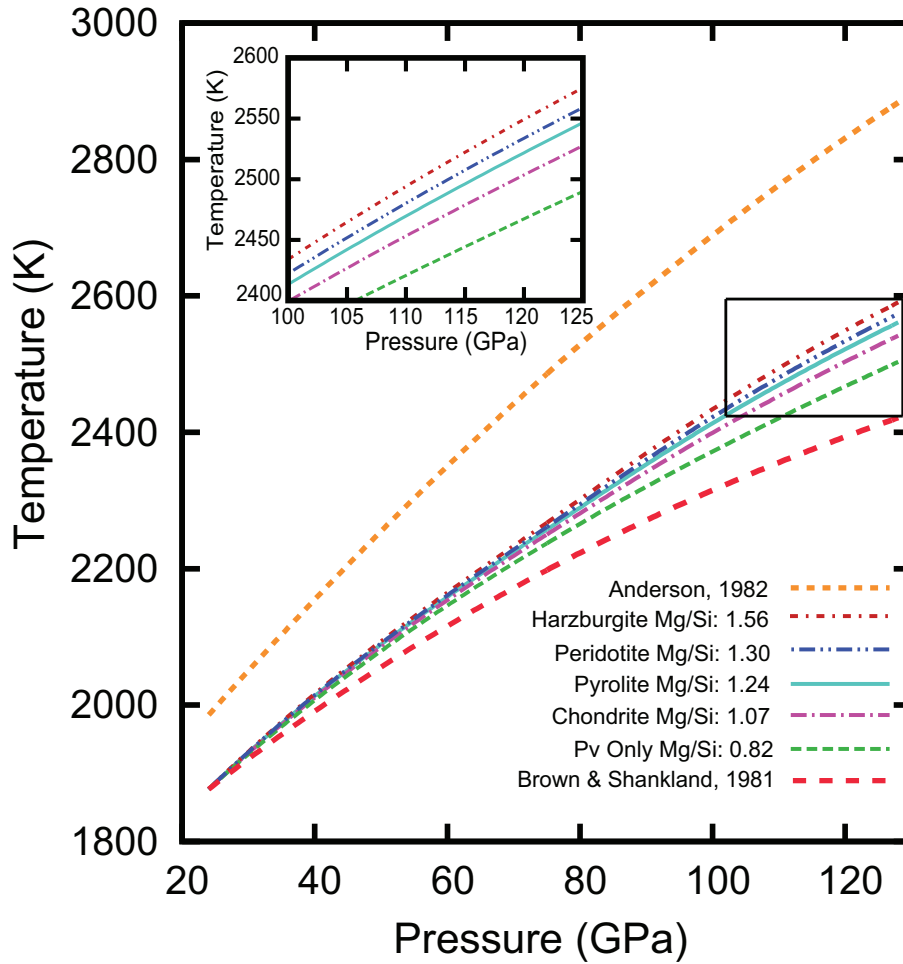 3000
2800
2600
2400
2200
2000
1800
Temperature (K)
20
40
60
80
100
120
Pressure (GPa)
2600
2550
2500
2450
2400
Temperature (K)
100
105
110
115
120
125
Pressure (GPa)
Anderson, 1982
Harzburgite Mg/Si: 1.56
Peridotite Mg/Si: 1.30
Pyrolite Mg/Si: 1.24
Chondrite Mg/Si: 1.07
Pv Only Mg/Si: 0.82
Brown & Shankland, 1981